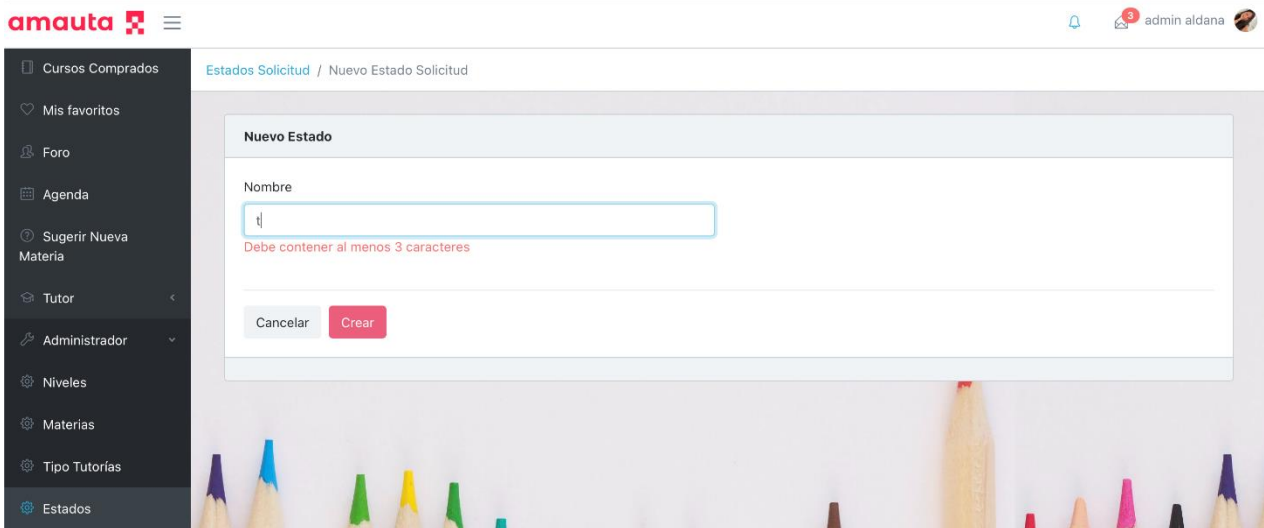 amauta
3 admin aldana
Cursos Comprados
Estados Solicitud / Nuevo Estado Solicitud
Mis favoritos
Foro
Agenda
Sugerir Nueva
Materia
Tutor
Administrador
Niveles
Materias
Tipo Tutorías
Estados
Nuevo Estado
Nombre
t
Debe contener al menos 3 caracteres
Cancelar Crear